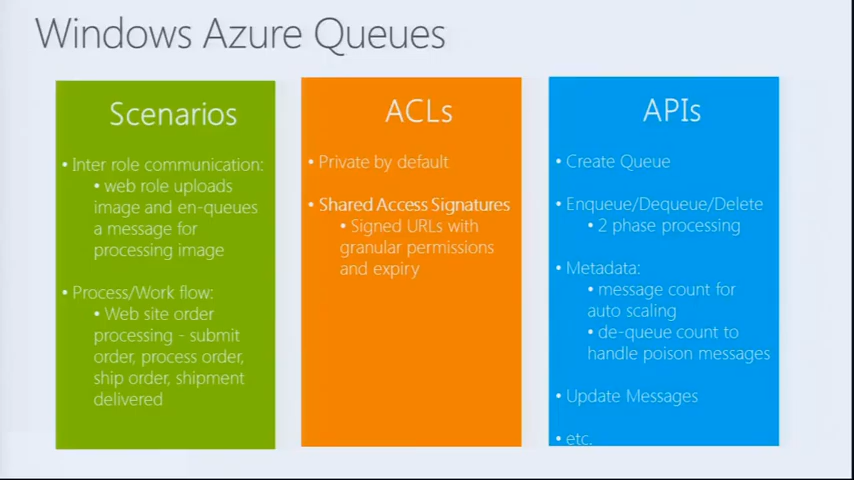 Windows Azure Queues
Scenarios
• Inter role communication:
• web role uploads
image and en-queues
a message for
processing image
• Process/Work flow:
• Web site order
processing - submit
order, process order,
ship order, shipment
delivered
ACLs
• Private by default
• Shared Access Signatures
• Signed URLs with
granular permissions
and expiry
APIs
• Create Queue
• Enqueue/Dequeue/Delete
• 2 phase processing
• Metadata:
• message count for
auto scaling
• de-queue count to
handle poison messages
• Update Messages
• etc.